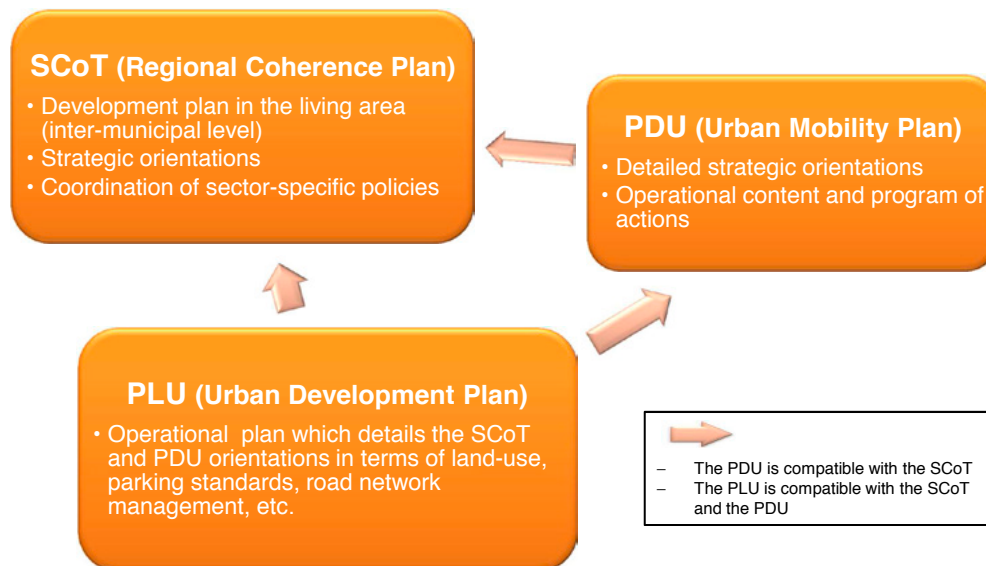 SCoT (Regional Coherence Plan)
• Development plan in the living area
(inter-municipal level)
• Strategic orientations
• Coordination of sector-specific policies
PDU (Urban Mobility Plan)
• Detailed strategic orientations
• Operational content and program of
actions
PLU (Urban Development Plan)
• Operational plan which details the SCoT
and PDU orientations in terms of land-use,
parking standards, road network
management, etc.
– The PDU is compatible with the SCoT
– The PLU is compatible with the SCoT
and the PDU